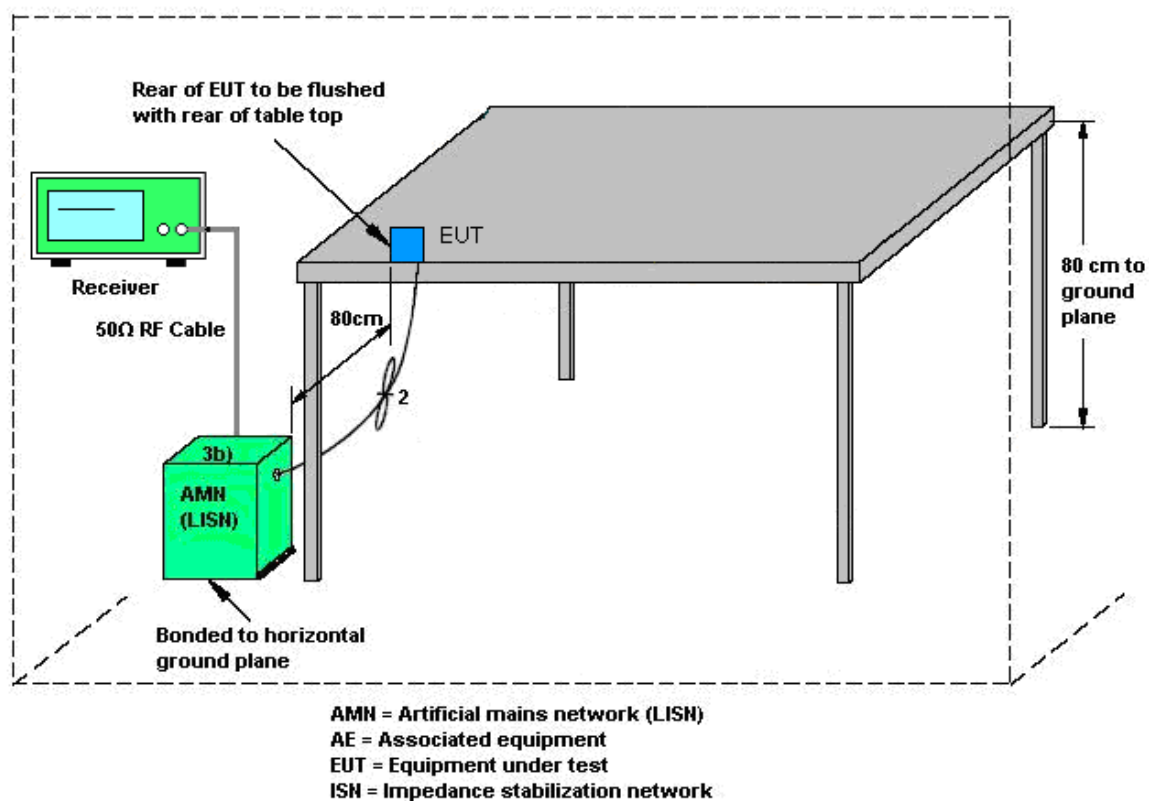 Rear of EUT to be flushed
with rear of table top
EUT
Receiver
50Ω RF Cable
80cm
80 cm to
ground
plane
2
3b)
AMN
(LISN)
Bonded to horizontal
ground plane
AMN = Artificial mains network (LISN)
AE = Associated equipment
EUT = Equipment under test
ISN = Impedance stabilization network